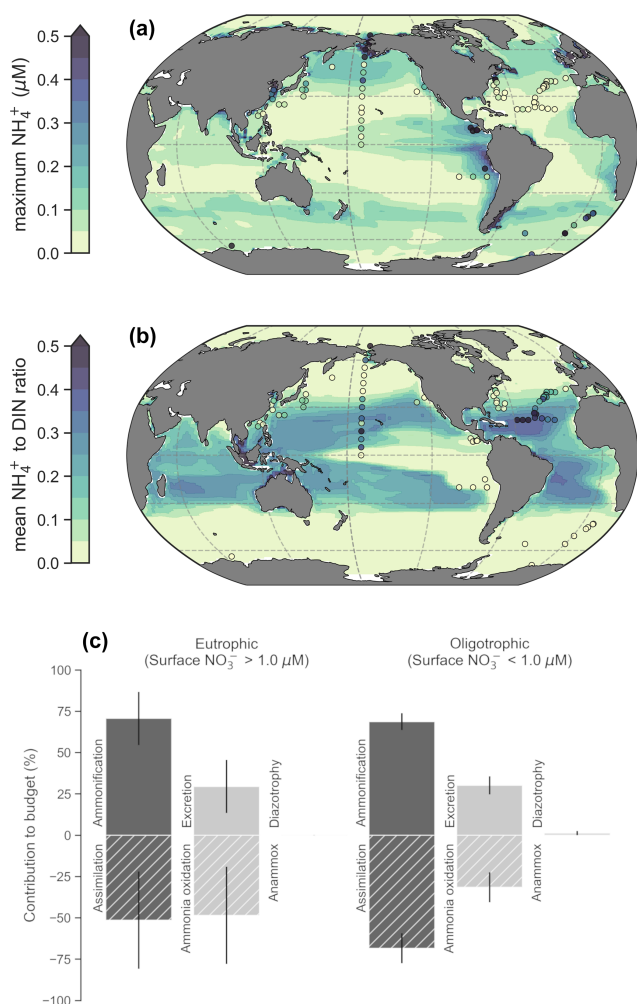 (a)
maximum NH₄⁺ (μM)
0.5
0.4
0.3
0.2
0.1
0.0
(b)
mean NH₄⁺ to DIN ratio
0.5
0.4
0.3
0.2
0.1
0.0
(c)
Eutrophic
(Surface NO₃⁻ > 1.0 μM)
Oligotrophic
(Surface NO₃⁻ < 1.0 μM)
Contribution to budget (%)
100
75
50
25
0
−25
−50
−75
−100
Ammonification
Excretion
Diazotrophy
Assimilation
Ammonia oxidation
Anammox
Ammonification
Excretion
Diazotrophy
Assimilation
Ammonia oxidation
Anammox